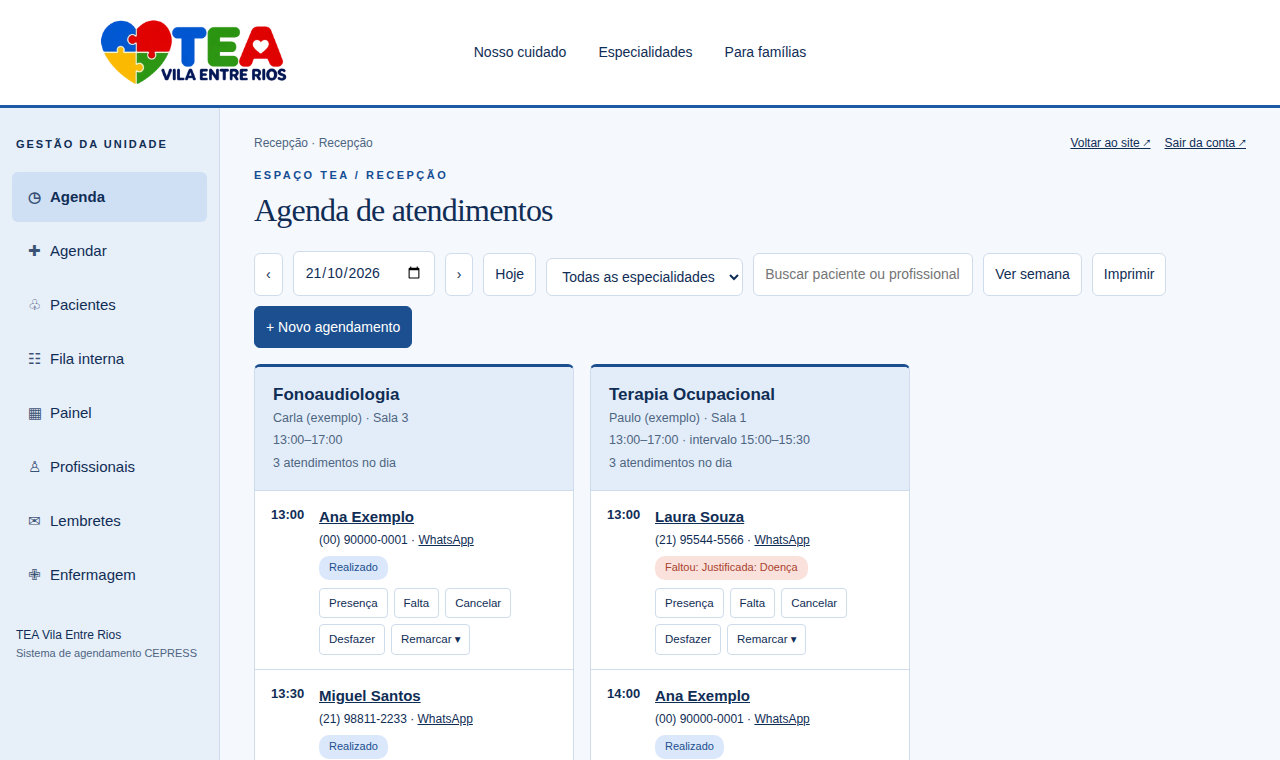 TEA
VILA ENTRE RIOS
Nosso cuidado
Especialidades
Para famílias
GESTÃO DA UNIDADE
Agenda
Agendar
Pacientes
Fila interna
Painel
Profissionais
Lembretes
Enfermagem
TEA Vila Entre Rios
Sistema de agendamento CEPRESS
Recepção · Recepção
Voltar ao site ↗
Sair da conta ↗
ESPAÇO TEA / RECEPÇÃO
Agenda de atendimentos
‹
21/10/2026
›
Hoje
Todas as especialidades
Buscar paciente ou profissional
Ver semana
Imprimir
+ Novo agendamento
Fonoaudiologia
Carla (exemplo) · Sala 3
13:00–17:00
3 atendimentos no dia
13:00
Ana Exemplo
(00) 90000-0001 · WhatsApp
Realizado
Presença
Falta
Cancelar
Desfazer
Remarcar ▾
13:30
Miguel Santos
(21) 98811-2233 · WhatsApp
Realizado
Terapia Ocupacional
Paulo (exemplo) · Sala 1
13:00–17:00 · intervalo 15:00–15:30
3 atendimentos no dia
13:00
Laura Souza
(21) 95544-5566 · WhatsApp
Faltou: Justificada: Doença
Presença
Falta
Cancelar
Desfazer
Remarcar ▾
14:00
Ana Exemplo
(00) 90000-0001 · WhatsApp
Realizado